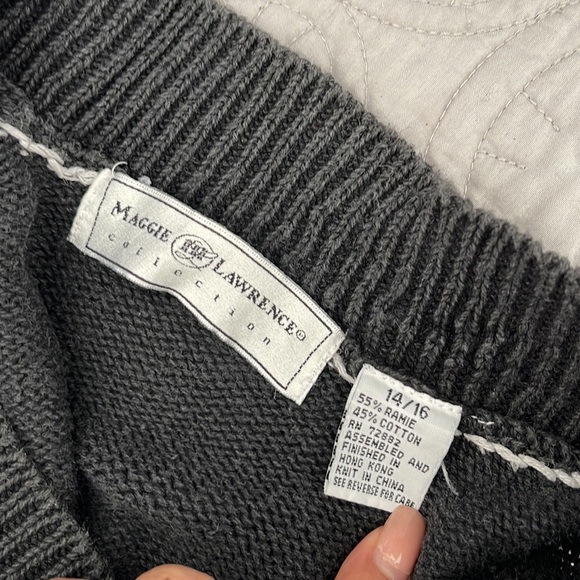 MAGGIE LAWRENCE®
collection
14/16
55% RAMIE
45% COTTON
RN 72882
ASSEMBLED AND
FINISHED IN
HONG KONG
KNIT IN CHINA
SEE REVERSE FOR CARE